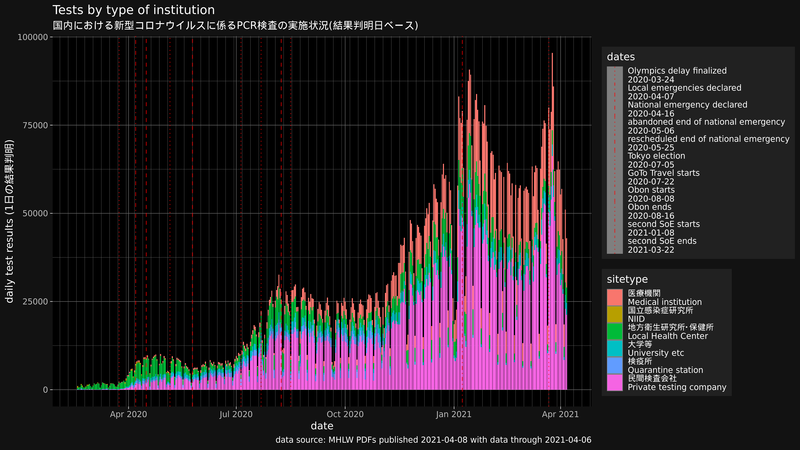 Tests by type of institution
国内における新型コロナウイルスに係るPCR検査の実施状況(結果判明日ベース)
daily test results (1日の結果判明)
100000
75000
50000
25000
0
Apr 2020
Jul 2020
Oct 2020
Jan 2021
Apr 2021
date
data source: MHLW PDFs published 2021-04-08 with data through 2021-04-06
dates
Olympics delay finalized
2020-03-24
Local emergencies declared
2020-04-07
National emergency declared
2020-04-16
abandoned end of national emergency
2020-05-06
rescheduled end of national emergency
2020-05-25
Tokyo election
2020-07-05
GoTo Travel starts
2020-07-22
Obon starts
2020-08-08
Obon ends
2020-08-16
second SoE starts
2021-01-08
second SoE ends
2021-03-22
sitetype
医療機関
Medical institution
国立感染症研究所
NIID
地方衛生研究所・保健所
Local Health Center
大学等
University etc
検疫所
Quarantine station
民間検査会社
Private testing company